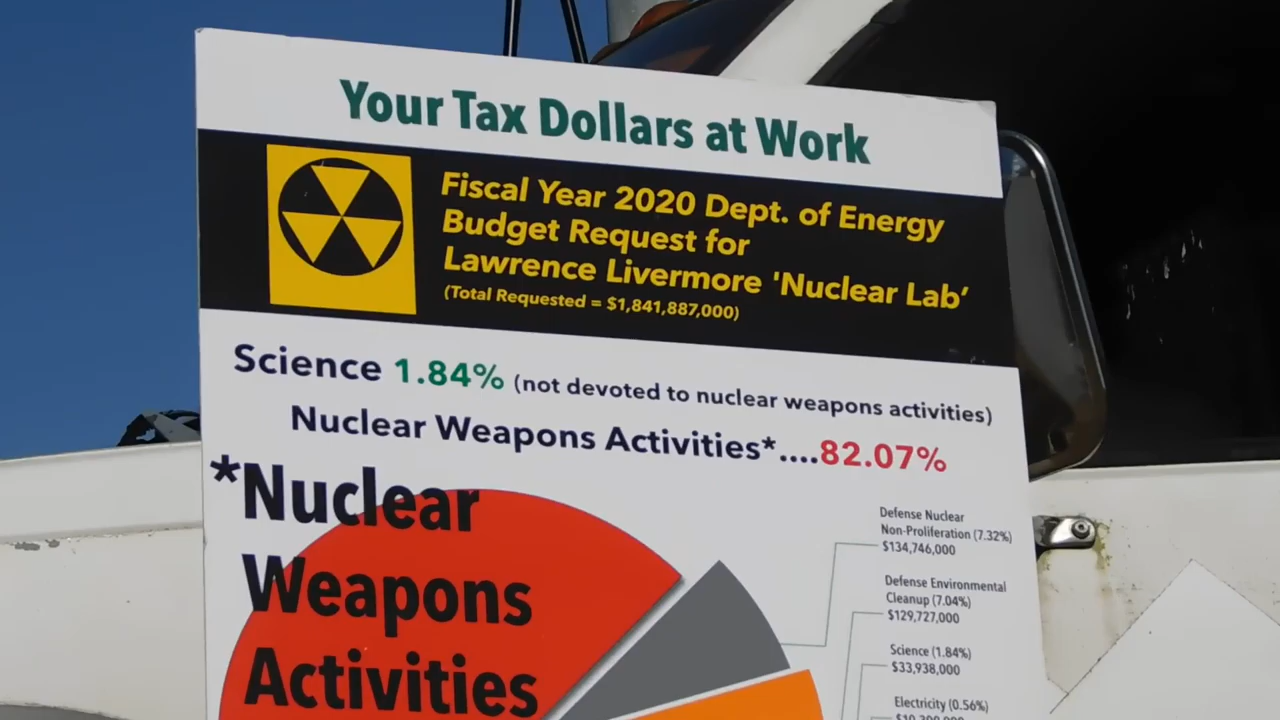 Your Tax Dollars at Work
Fiscal Year 2020 Dept. of Energy
Budget Request for
Lawrence Livermore 'Nuclear Lab'
(Total Requested = $1,841,887,000)
Science 1.84% (not devoted to nuclear weapons activities)
Nuclear Weapons Activities*....82.07%
*Nuclear
Weapons
Activities
Defense Nuclear
Non-Proliferation (7.32%)
$134,746,000
Defense Environmental
Cleanup (7.04%)
$129,727,000
Science (1.84%)
$33,938,000
Electricity (0.56%)